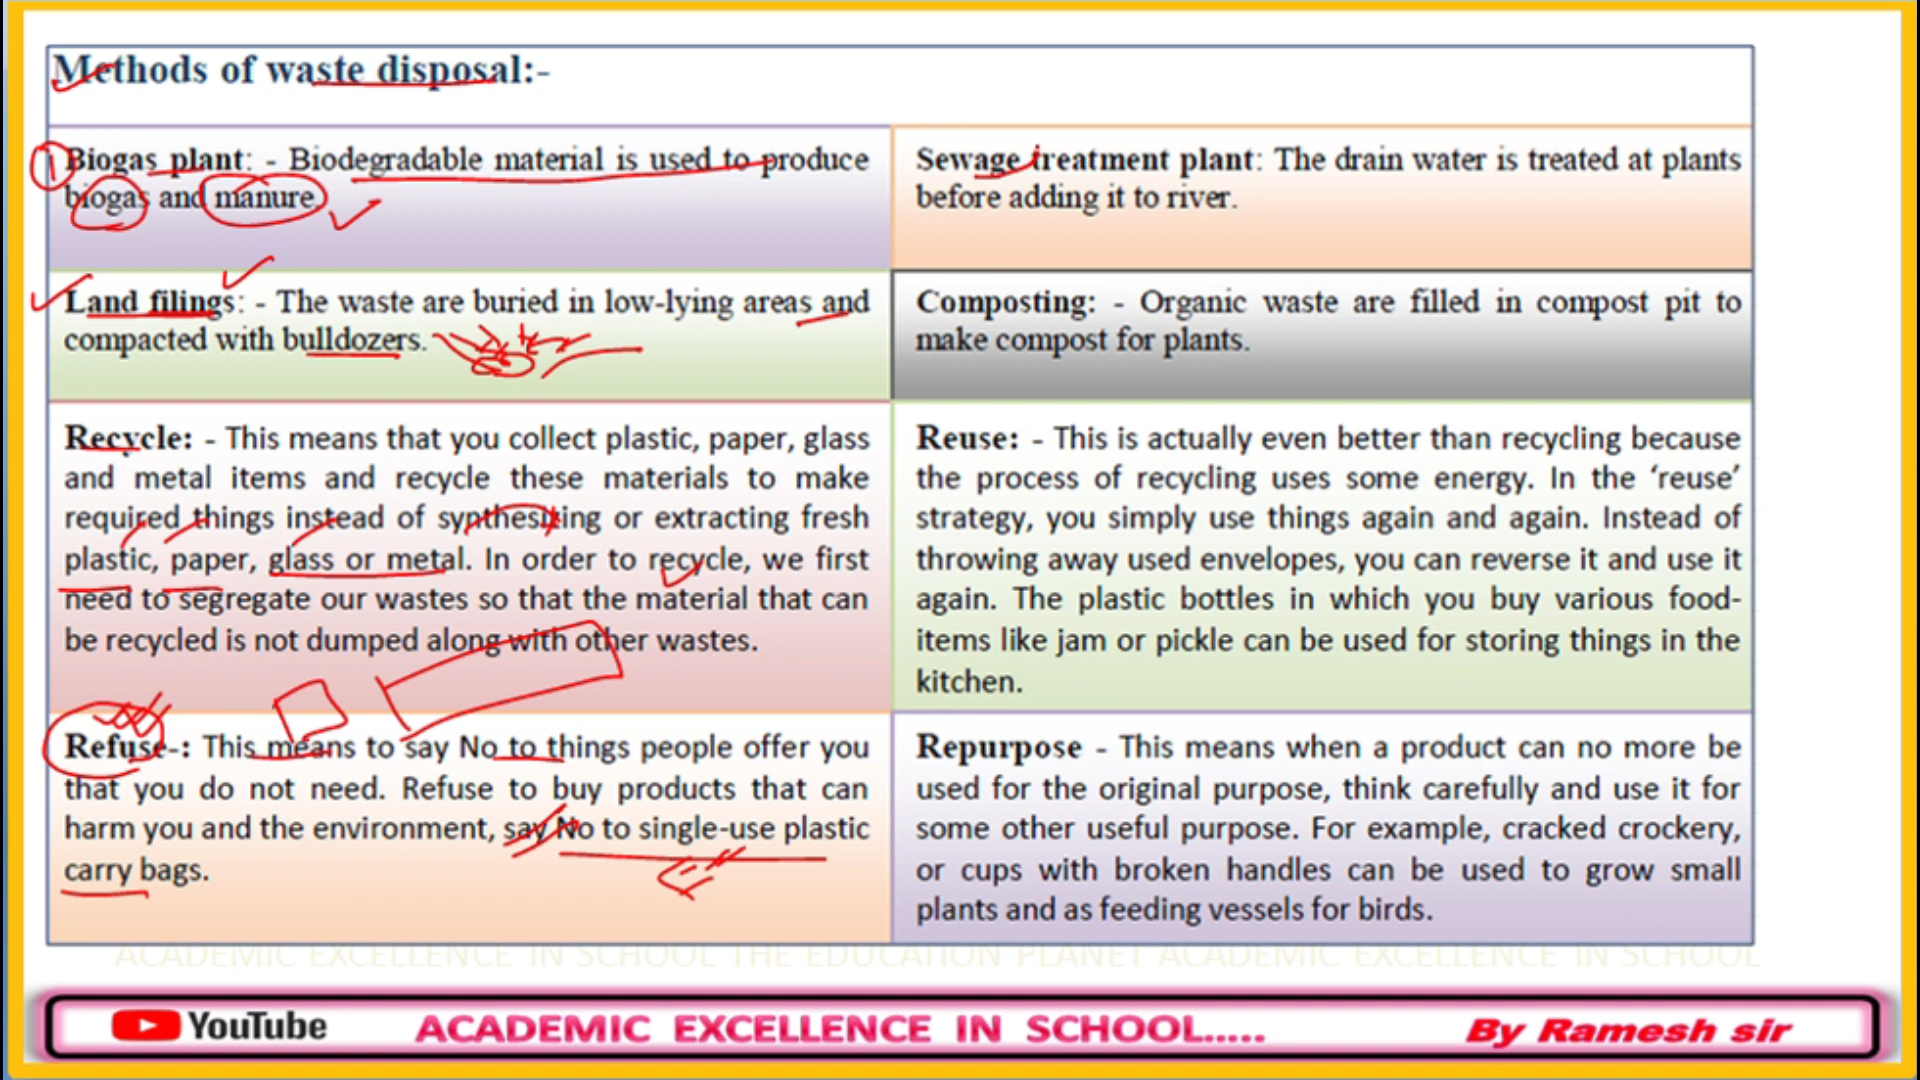 Methods of waste disposal:-
Biogas plant: - Biodegradable material is used to produce
biogas and manure.
Sewage treatment plant: The drain water is treated at plants
before adding it to river.
Land filings: - The waste are buried in low-lying areas and
compacted with bulldozers.
Composting: - Organic waste are filled in compost pit to
make compost for plants.
Recycle: - This means that you collect plastic, paper, glass
and metal items and recycle these materials to make
required things instead of synthesizing or extracting fresh
plastic, paper, glass or metal. In order to recycle, we first
need to segregate our wastes so that the material that can
be recycled is not dumped along with other wastes.
Reuse: - This is actually even better than recycling because
the process of recycling uses some energy. In the ‘reuse’
strategy, you simply use things again and again. Instead of
throwing away used envelopes, you can reverse it and use it
again. The plastic bottles in which you buy various food-
items like jam or pickle can be used for storing things in the
kitchen.
Refuse-: This means to say No to things people offer you
that you do not need. Refuse to buy products that can
harm you and the environment, say No to single-use plastic
carry bags.
Repurpose - This means when a product can no more be
used for the original purpose, think carefully and use it for
some other useful purpose. For example, cracked crockery,
or cups with broken handles can be used to grow small
plants and as feeding vessels for birds.
ACADEMIC EXCELLENCE IN SCHOOL THE EDUCATION PLANET ACADEMIC EXCELLENCE IN SCHOOL
YouTube ACADEMIC EXCELLENCE IN SCHOOL..... By Ramesh sir